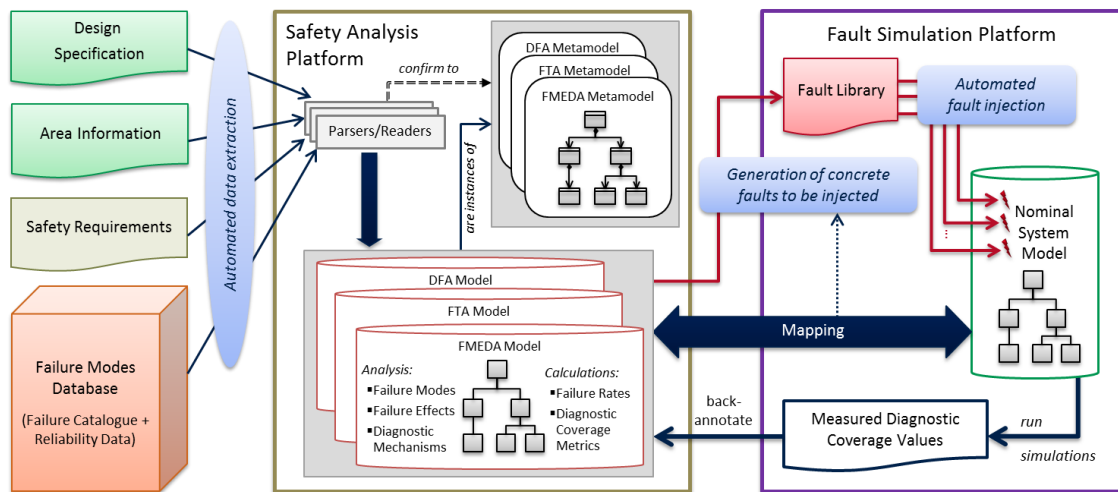 Design
Specification
Area Information
Safety Requirements
Failure Modes
Database
(Failure Catalogue +
Reliability Data)
Automated data extraction
Safety Analysis
Platform
confirm to
Parsers/Readers
are instances of
DFA Metamodel
FTA Metamodel
FMEDA Metamodel
DFA Model
FTA Model
FMEDA Model
Analysis:
▪Failure Modes
▪Failure Effects
▪Diagnostic
Mechanisms
Calculations:
▪Failure Rates
▪Diagnostic
Coverage
Metrics
Fault Simulation Platform
Fault Library
Automated
fault injection
Generation of concrete
faults to be injected
Nominal
System
Model
Mapping
back-
annotate
Measured Diagnostic
Coverage Values
run
simulations